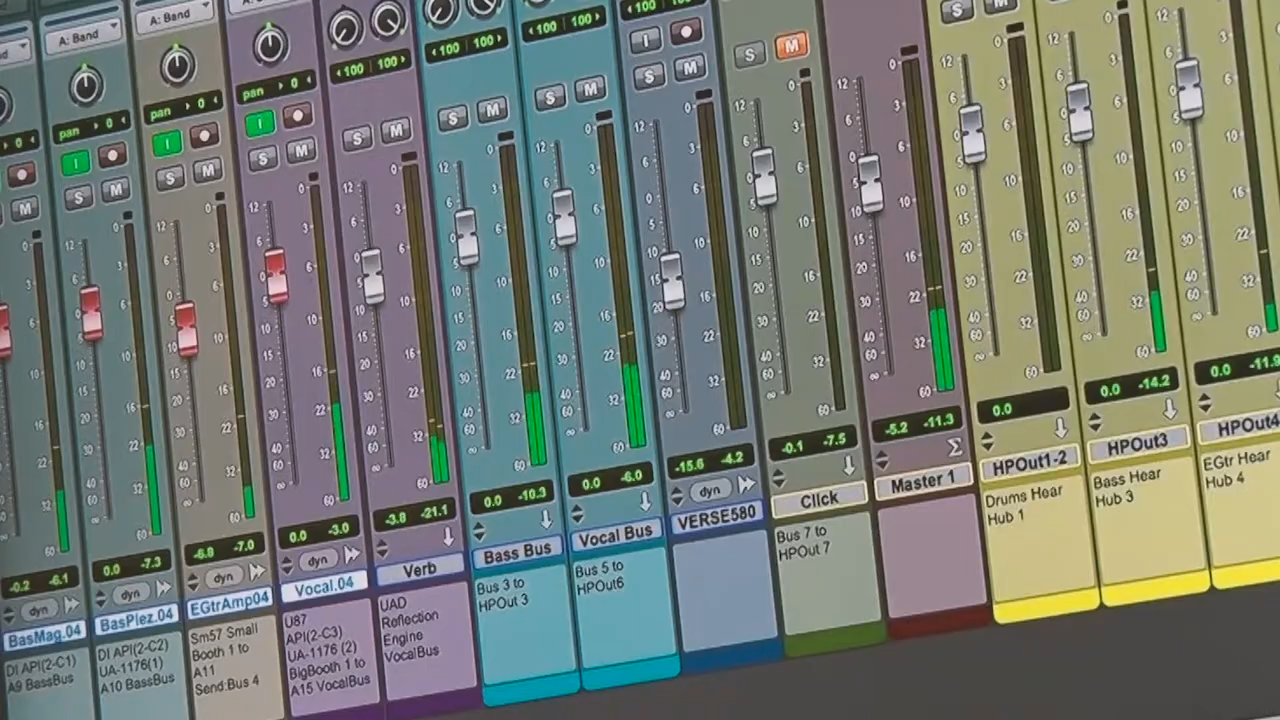 A: Band
A: Band
pan 0
pan 0
pan 0
100 100
100 100
100 100
100 100
I
S M
-0.2 -6.1
0.0 -7.3
-6.8 -7.0
0.0 -3.0
-3.8 -21.1
0.0 -10.3
0.0 -6.0
-15.6 -4.2
-0.1 -7.5
-5.2 -11.3
0.0
0.0 -14.2
0.0 -11.9
dyn
dyn
dyn
dyn
dyn
BasMag.04
DI API(2-C1)
A9 BassBus
BasPiez.04
DI API(2-C2)
UA-1176(1)
A10 BassBus
EGtrAmp04
Sm57 Small
Booth 1 to
A11
Send:Bus 4
Vocal.04
U87
API(2-C3)
UA-1176 (2)
BigBooth 1 to
A15 VocalBus
Verb
UAD
Reflection
Engine
VocalBus
Bass Bus
Bus 3 to
HPOut 3
Vocal Bus
Bus 5 to
HPOut6
VERSE580
Click
Bus 7 to
HPOut 7
Master 1
HPOut1-2
Drums Hear
Hub 1
HPOut3
Bass Hear
Hub 3
HPOut4
EGtr Hear
Hub 4